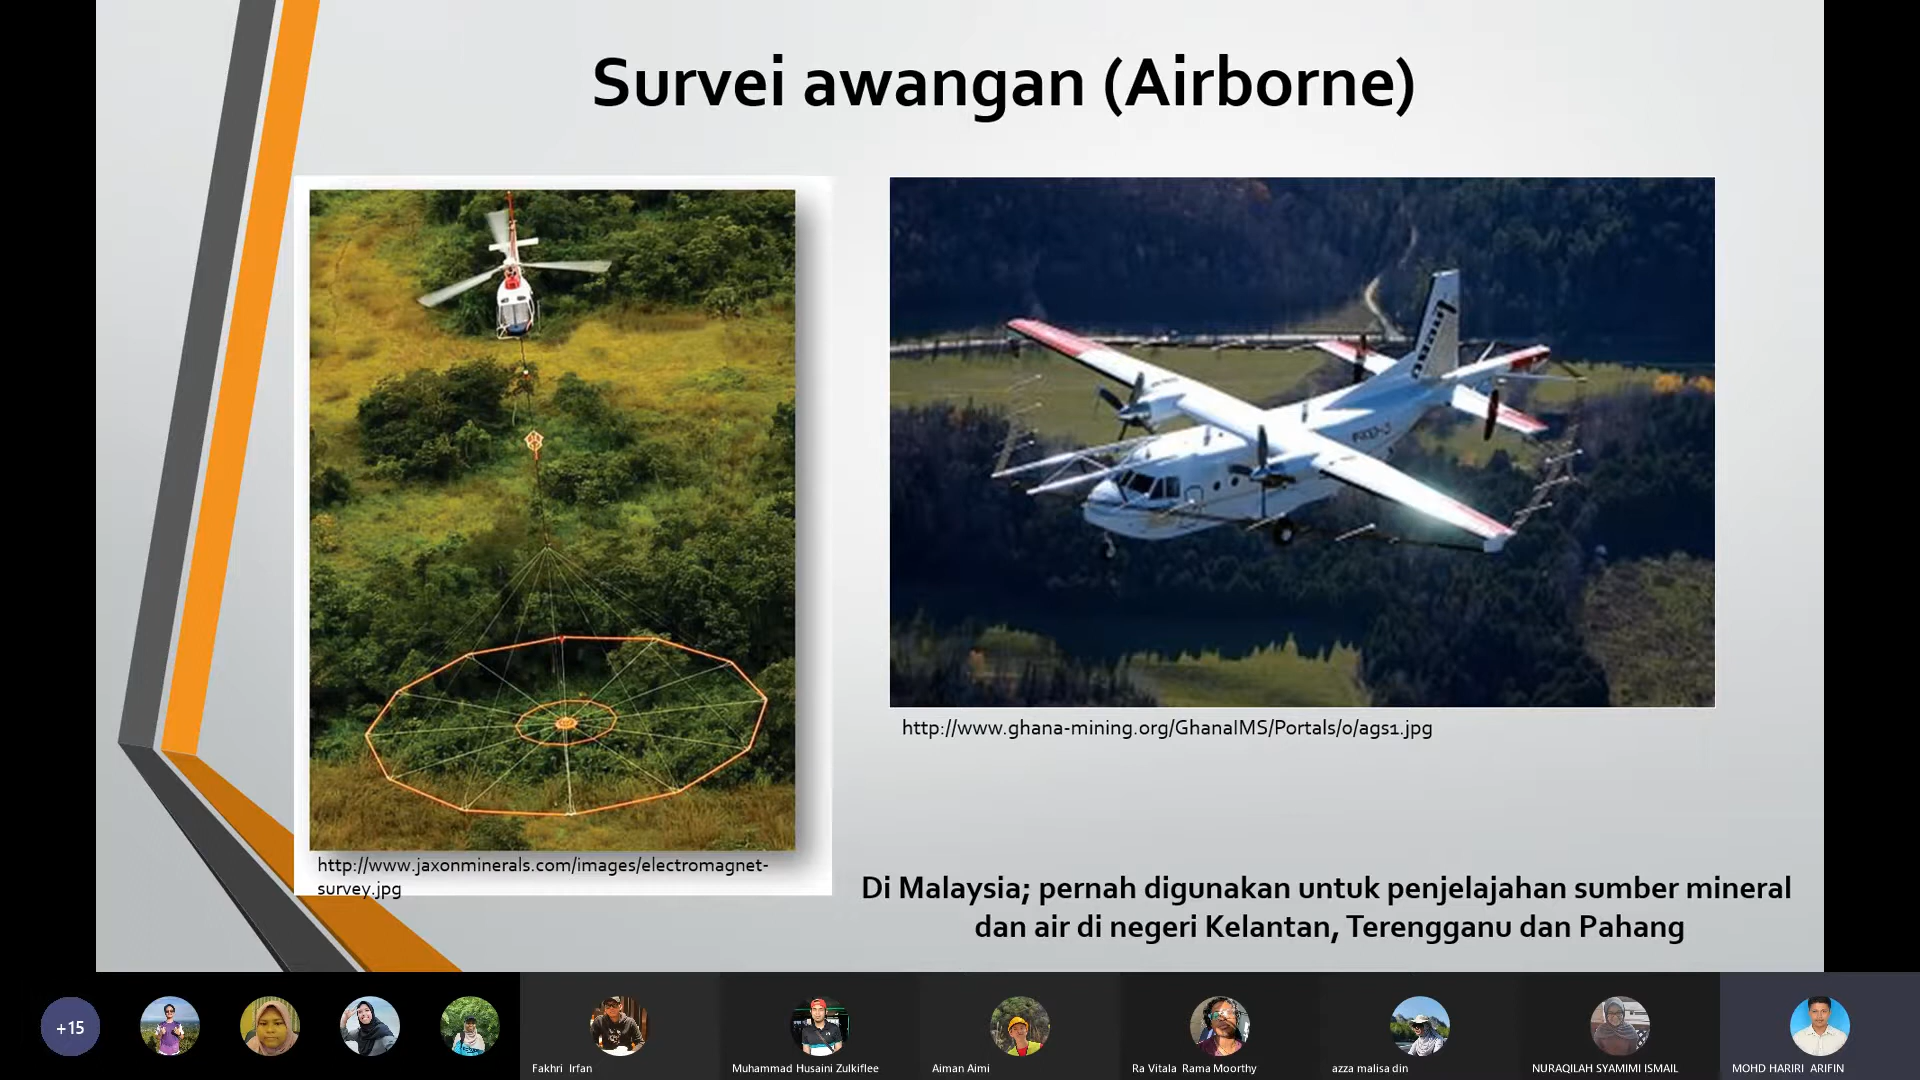 Survei awangan (Airborne)
http://www.ghana-mining.org/GhanaIMS/Portals/0/ags1.jpg
http://www.jaxonminerals.com/images/electromagnet-
survey.jpg
Di Malaysia; pernah digunakan untuk penjelajahan sumber mineral
dan air di negeri Kelantan, Terengganu dan Pahang
+15
Fakhri Irfan
Muhammad Husaini Zulkiflee
Aiman Aimi
Ra Vitala Rama Moorthy
azza malisa din
NURAQILAH SYAMIMI ISMAIL
MOHD HARIRI ARIFIN